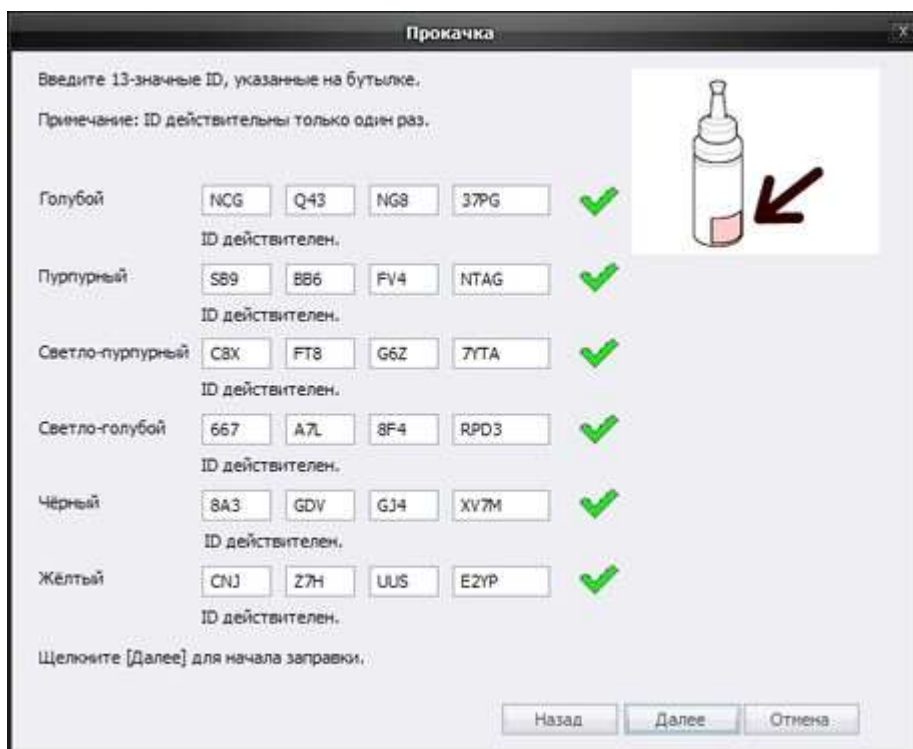 Прокачка
Введите 13-значные ID, указанные на бутылке.
Примечание: ID действительны только один раз.
Голубой NCG Q43 NG8 37PG
ID действителен.
Пурпурный SB9 BB6 FV4 NTAG
ID действителен.
Светло-пурпурный C8X FT8 G6Z 7YTA
ID действителен.
Светло-голубой 667 A7L 8F4 RPD3
ID действителен.
Чёрный 8A3 GDV GJ4 XV7M
ID действителен.
Жёлтый CNJ Z7H UUS E2YP
ID действителен.
Щелкните [Далее] для начала заправки.
Назад Далее Отмена